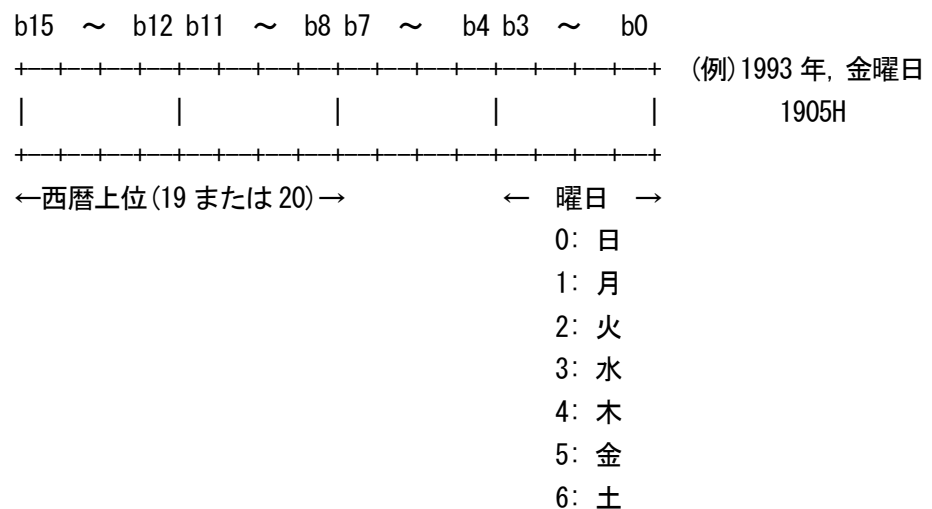 b15 ～ b12 b11 ～ b8 b7 ～ b4 b3 ～ b0
+--+--+--+--+--+--+--+--+--+--+--+--+--+--+--+--+ (例)1993 年, 金曜日
| | | | | 1905H
+--+--+--+--+--+--+--+--+--+--+--+--+--+--+--+--+
←西暦上位(19 または 20)→ ← 曜日 →
0: 日
1: 月
2: 火
3: 水
4: 木
5: 金
6: 土